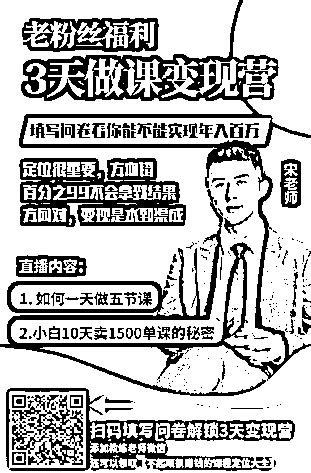 老粉丝福利
3天做课变现营
填写问卷看你能不能实现年入百万
宋老师
定位很重要，方向错
百分之99不会拿到结果
方向对，变现是水到渠成
直播内容：
1. 如何一天做五节课
2.小白10天卖1500单课的秘密
扫码填写问卷解锁3天变现营